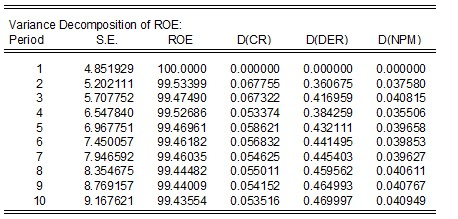 Variance Decomposition of ROE:
Period S.E. ROE D(CR) D(DER) D(NPM)
1 4.851929 100.0000 0.000000 0.000000 0.000000
2 5.202111 99.53399 0.067755 0.360675 0.037580
3 5.707752 99.47490 0.067322 0.416959 0.040815
4 6.547840 99.52686 0.053374 0.384259 0.035506
5 6.967751 99.46961 0.058621 0.432111 0.039658
6 7.450057 99.46182 0.056832 0.441495 0.039853
7 7.946592 99.46035 0.054625 0.445403 0.039627
8 8.354675 99.44482 0.055011 0.459562 0.040611
9 8.769157 99.44009 0.054152 0.464993 0.040767
10 9.167621 99.43554 0.053516 0.469997 0.040949